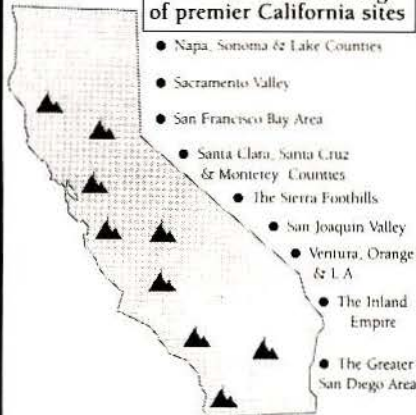 of premier California sites
● Napa, Sonoma & Lake Counties
● Sacramento Valley
● San Francisco Bay Area
● Santa Clara, Santa Cruz
& Monterey Counties
● The Sierra Foothills
● San Joaquin Valley
● Ventura, Orange
& L A
● The Inland
Empire
● The Greater
San Diego Area